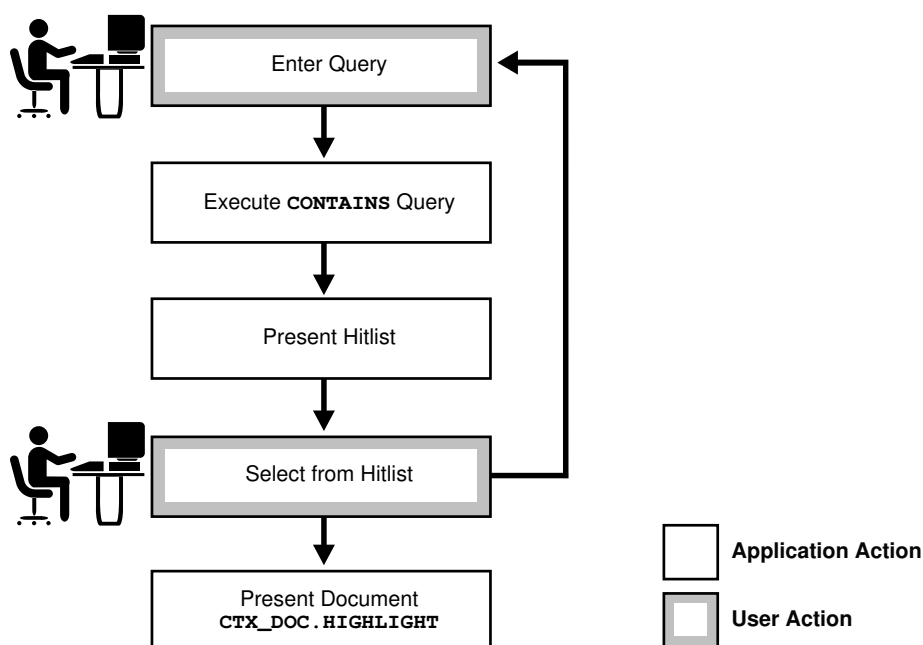 Enter Query
Execute CONTAINS Query
Present Hitlist
Select from Hitlist
Present Document
CTX_DOC.HIGHLIGHT
Application Action
User Action